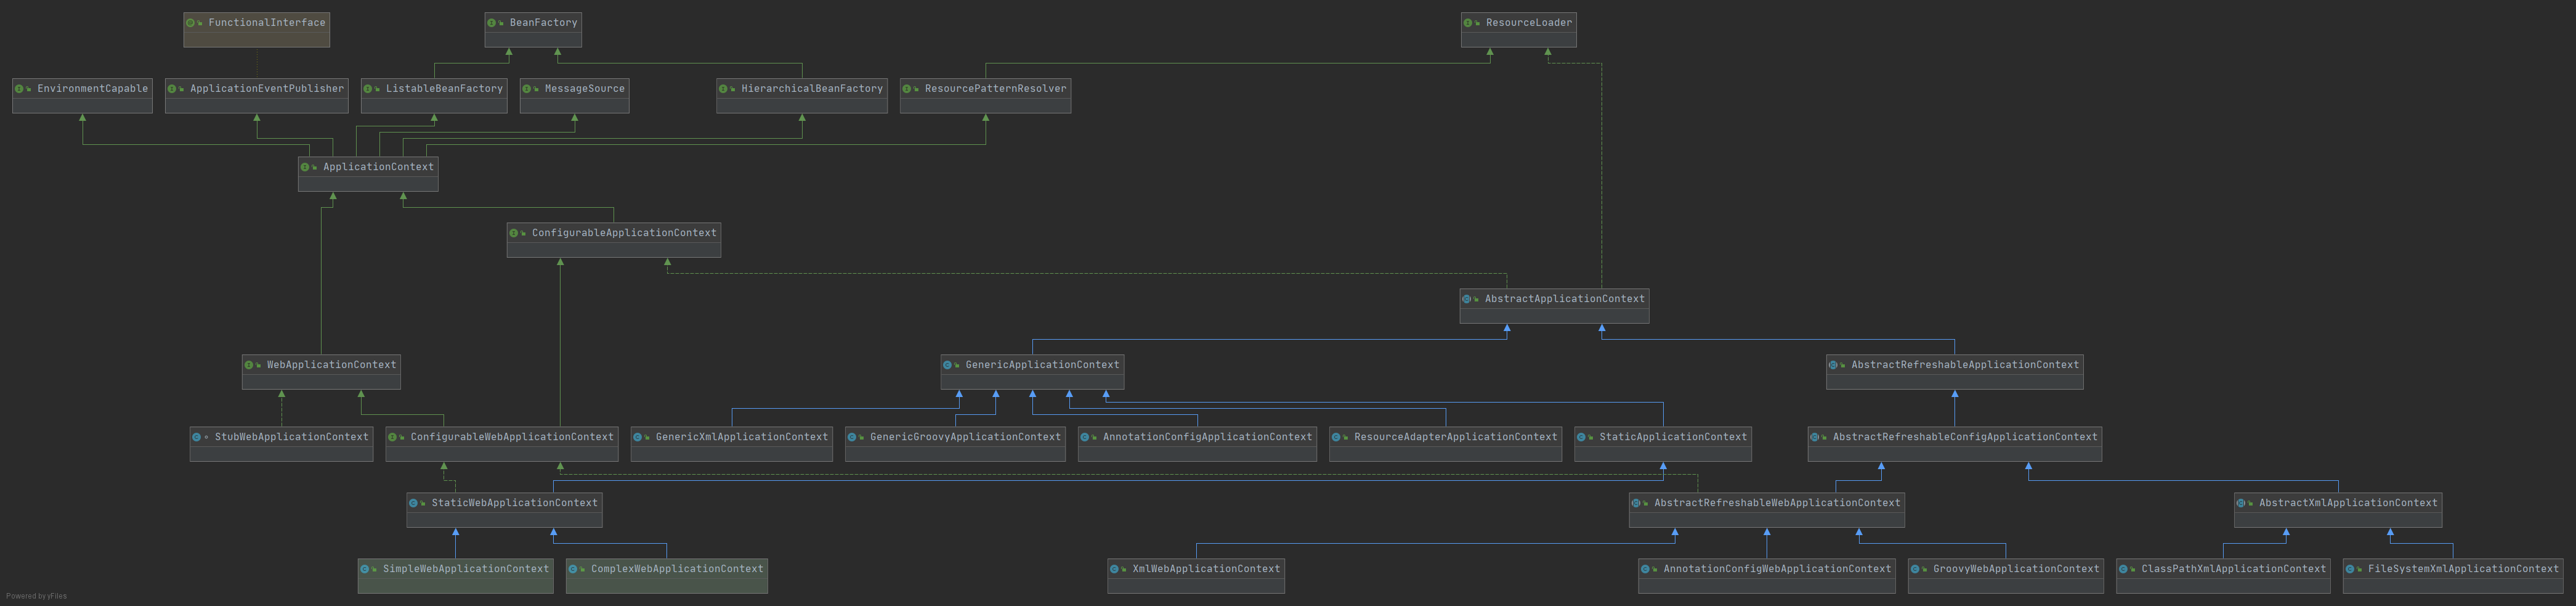 FunctionalInterface
BeanFactory
ResourceLoader
EnvironmentCapable
ApplicationEventPublisher
ListableBeanFactory
MessageSource
HierarchicalBeanFactory
ResourcePatternResolver
ApplicationContext
ConfigurableApplicationContext
AbstractApplicationContext
WebApplicationContext
GenericApplicationContext
AbstractRefreshableApplicationContext
StubWebApplicationContext
ConfigurableWebApplicationContext
GenericXmlApplicationContext
GenericGroovyApplicationContext
AnnotationConfigApplicationContext
ResourceAdapterApplicationContext
StaticApplicationContext
AbstractRefreshableConfigApplicationContext
StaticWebApplicationContext
AbstractRefreshableWebApplicationContext
AbstractXmlApplicationContext
SimpleWebApplicationContext
ComplexWebApplicationContext
XmlWebApplicationContext
AnnotationConfigWebApplicationContext
GroovyWebApplicationContext
ClassPathXmlApplicationContext
FileSystemXmlApplicationContext
Powered by yFiles